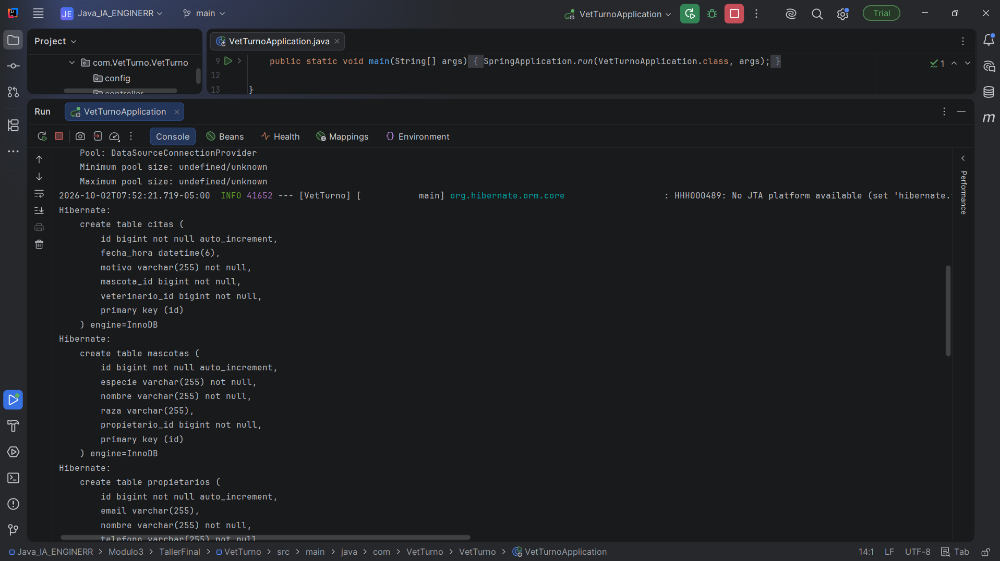 JE Java_IA_ENGINERR main VetTurnoApplication Trial
Project
com.VetTurno.VetTurno
config
controller
VetTurnoApplication.java
9 public static void main(String[] args) { SpringApplication.run(VetTurnoApplication.class, args); }
12
13 }
1
Run VetTurnoApplication
Console Beans Health Mappings Environment
Pool: DataSourceConnectionProvider
Minimum pool size: undefined/unknown
Maximum pool size: undefined/unknown
2026-10-02T07:52:21.719-05:00  INFO 41652 --- [VetTurno] [           main] org.hibernate.orm.core                   : HHH000489: No JTA platform available (set 'hibernate.
Hibernate:
    create table citas (
        id bigint not null auto_increment,
        fecha_hora datetime(6),
        motivo varchar(255) not null,
        mascota_id bigint not null,
        veterinario_id bigint not null,
        primary key (id)
    ) engine=InnoDB
Hibernate:
    create table mascotas (
        id bigint not null auto_increment,
        especie varchar(255) not null,
        nombre varchar(255) not null,
        raza varchar(255),
        propietario_id bigint not null,
        primary key (id)
    ) engine=InnoDB
Hibernate:
    create table propietarios (
        id bigint not null auto_increment,
        email varchar(255),
        nombre varchar(255) not null,
        telefono varchar(255) not null
Performance
m
Java_IA_ENGINERR > Modulo3 > TallerFinal > VetTurno > src > main > java > com > VetTurno > VetTurno > VetTurnoApplication
14:1 LF UTF-8 Tab